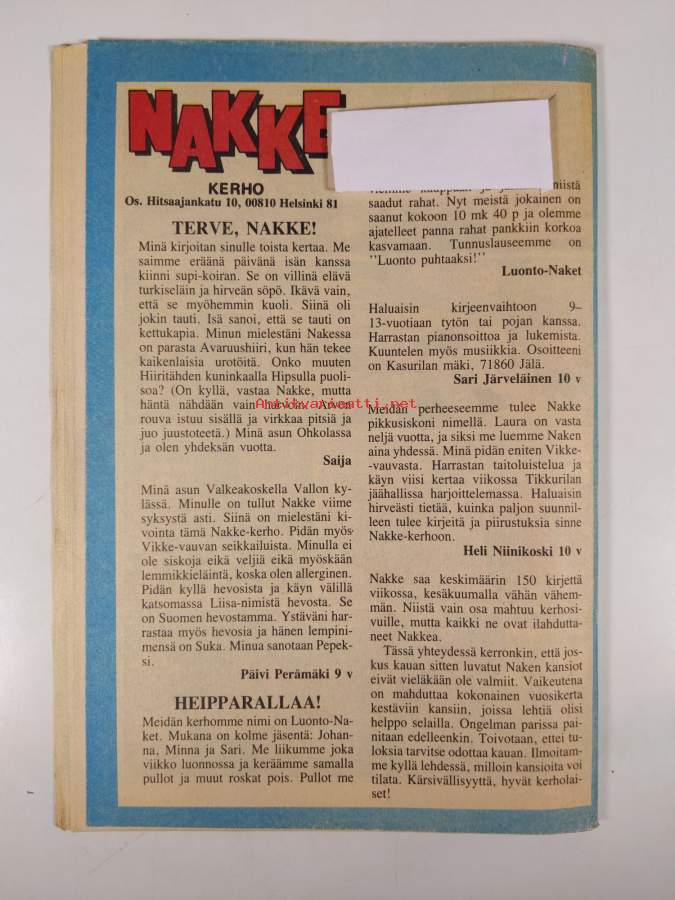 NAKKE
KERHO
Os. Hitsaajankatu 10, 00810 Helsinki 81
TERVE, NAKKE!
Minä kirjoitan sinulle toista kertaa. Me
saimme eräänä päivänä isän kanssa
kiinni supi-koiran. Se on villinä elävä
turkiseläin ja hirveän söpö. Ikävä vain,
että se myöhemmin kuoli. Siinä oli
jokin tauti. Isä sanoi, että se tauti on
kettukapia. Minun mielestäni Nakessa
on parasta Avaruushiiri, kun hän tekee
kaikenlaisia urotöitä. Onko muuten
Hiiritähden kuninkaalla Hipsulla puoli-
soa? (On kyllä, vastaa Nakke, mutta
häntä nähdään vain harvoin. Arvon
rouva istuu sisällä ja virkkaa pitsiä ja
juo juustoteetä.) Minä asun Ohkolassa
ja olen yhdeksän vuotta.
Saija
Minä asun Valkeakoskella Vallon ky-
lässä. Minulle on tullut Nakke viime
syksystä asti. Siinä on mielestäni ki-
vointa tämä Nakke-kerho. Pidän myös
Vikke-vauvan seikkailuista. Minulla ei
ole siskoja eikä veljiä eikä myöskään
lemmikkieläintä, koska olen allerginen.
Pidän kyllä hevosista ja käyn välillä
katsomassa Liisa-nimistä hevosta. Se
on Suomen hevostamma. Ystäväni har-
rastaa myös hevosia ja hänen lempini-
mensä on Suka. Minua sanotaan Pepek-
si.
Päivi Perämäki 9 v
HEIPPARALLAA!
Meidän kerhomme nimi on Luonto-Na-
ket. Mukana on kolme jäsentä: Johan-
na, Minna ja Sari. Me liikumme joka
viikko luonnossa ja keräämme samalla
pullot ja muut roskat pois. Pullot me
viemme kauppaan ja niistä
saadut rahat. Nyt meistä jokainen on
saanut kokoon 10 mk 40 p ja olemme
ajatelleet panna rahat pankkiin korkoa
kasvamaan. Tunnuslauseemme on
''Luonto puhtaaksi!''
Luonto-Naket
Haluaisin kirjeenvaihtoon 9–
13-vuotiaan tytön tai pojan kanssa.
Harrastan pianonsoittoa ja lukemista.
Kuuntelen myös musiikkia. Osoitteeni
on Kasurilan mäki, 71860 Jälä.
Sari Järveläinen 10 v
Antikvariaatti.net
Meidän perheeseemme tulee Nakke
pikkusiskoni nimellä. Laura on vasta
neljä vuotta, ja siksi me luemme Naken
aina yhdessä. Minä pidän eniten Vikke-
-vauvasta. Harrastan taitoluistelua ja
käyn viisi kertaa viikossa Tikkurilan
jäähallissa harjoittelemassa. Haluaisin
hirveästi tietää, kuinka paljon suunnil-
leen tulee kirjeitä ja piirustuksia sinne
Nakke-kerhoon.
Heli Niinikoski 10 v
Nakke saa keskimäärin 150 kirjettä
viikossa, kesäkuumalla vähän vähem-
män. Niistä vain osa mahtuu kerhosi-
vuille, mutta kaikki ne ovat ilahdutta-
neet Nakkea.
Tässä yhteydessä kerronkin, että jos-
kus kauan sitten luvatut Naken kansiot
eivät vieläkään ole valmiit. Vaikeutena
on mahduttaa kokonainen vuosikerta
kestäviin kansiin, joissa lehtiä olisi
helppo selailla. Ongelman parissa pai-
nitaan edelleenkin. Toivotaan, ettei tu-
loksia tarvitse odottaa kauan. Ilmoitam-
me kyllä lehdessä, milloin kansioita voi
tilata. Kärsivällisyyttä, hyvät kerholai-
set!